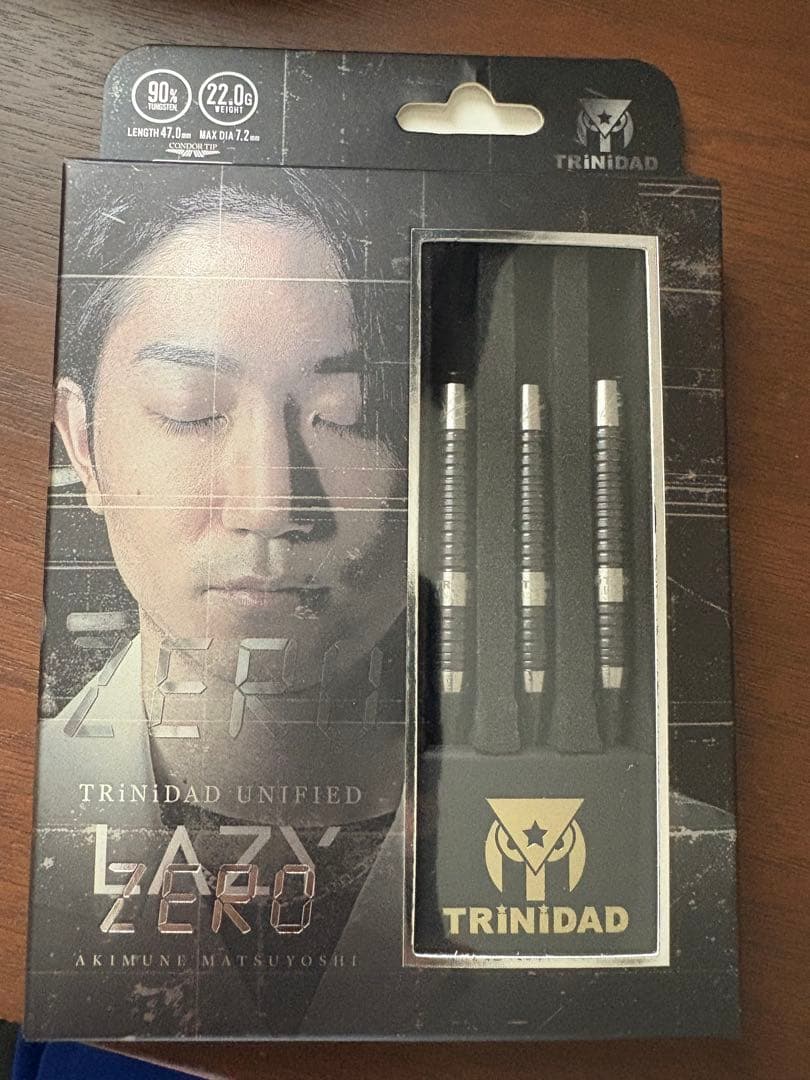 90%
TUNGSTEN
22.0G
WEIGHT
LENGTH 47.0mm MAX DIA 7.2mm
CONDOR TIP
TRiNiDAD
ZERO
TRiNiDAD UNIFIED
LAZY
ZERO
AKIMUNE MATSUYOSHI
TRiNiDAD